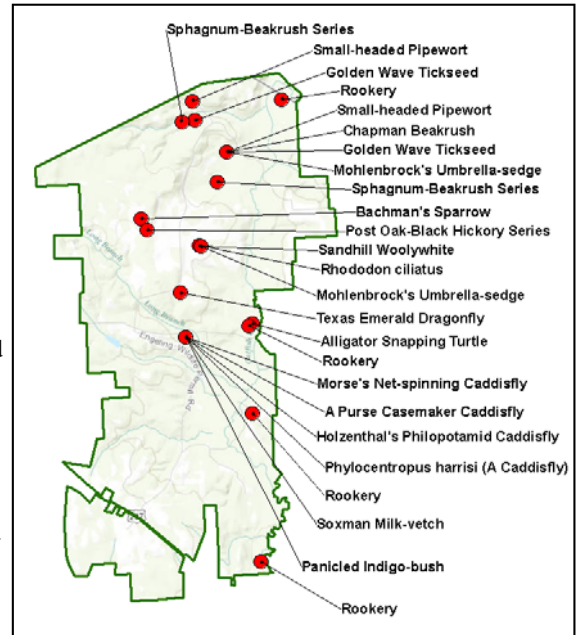 Sphagnum-Beakrush Series
Small-headed Pipewort
Golden Wave Tickseed
Rookery
Small-headed Pipewort
Chapman Beakrush
Golden Wave Tickseed
Mohlenbrock's Umbrella-sedge
Sphagnum-Beakrush Series
Bachman's Sparrow
Post Oak-Black Hickory Series
Sandhill Woolywhite
Rhododon ciliatus
Mohlenbrock's Umbrella-sedge
Texas Emerald Dragonfly
Alligator Snapping Turtle
Rookery
Morse's Net-spinning Caddisfly
A Purse Casemaker Caddisfly
Holzenthal's Philopotamid Caddisfly
Phylocentropus harrisi (A Caddisfly)
Rookery
Soxman Milk-vetch
Panicled Indigo-bush
Rookery